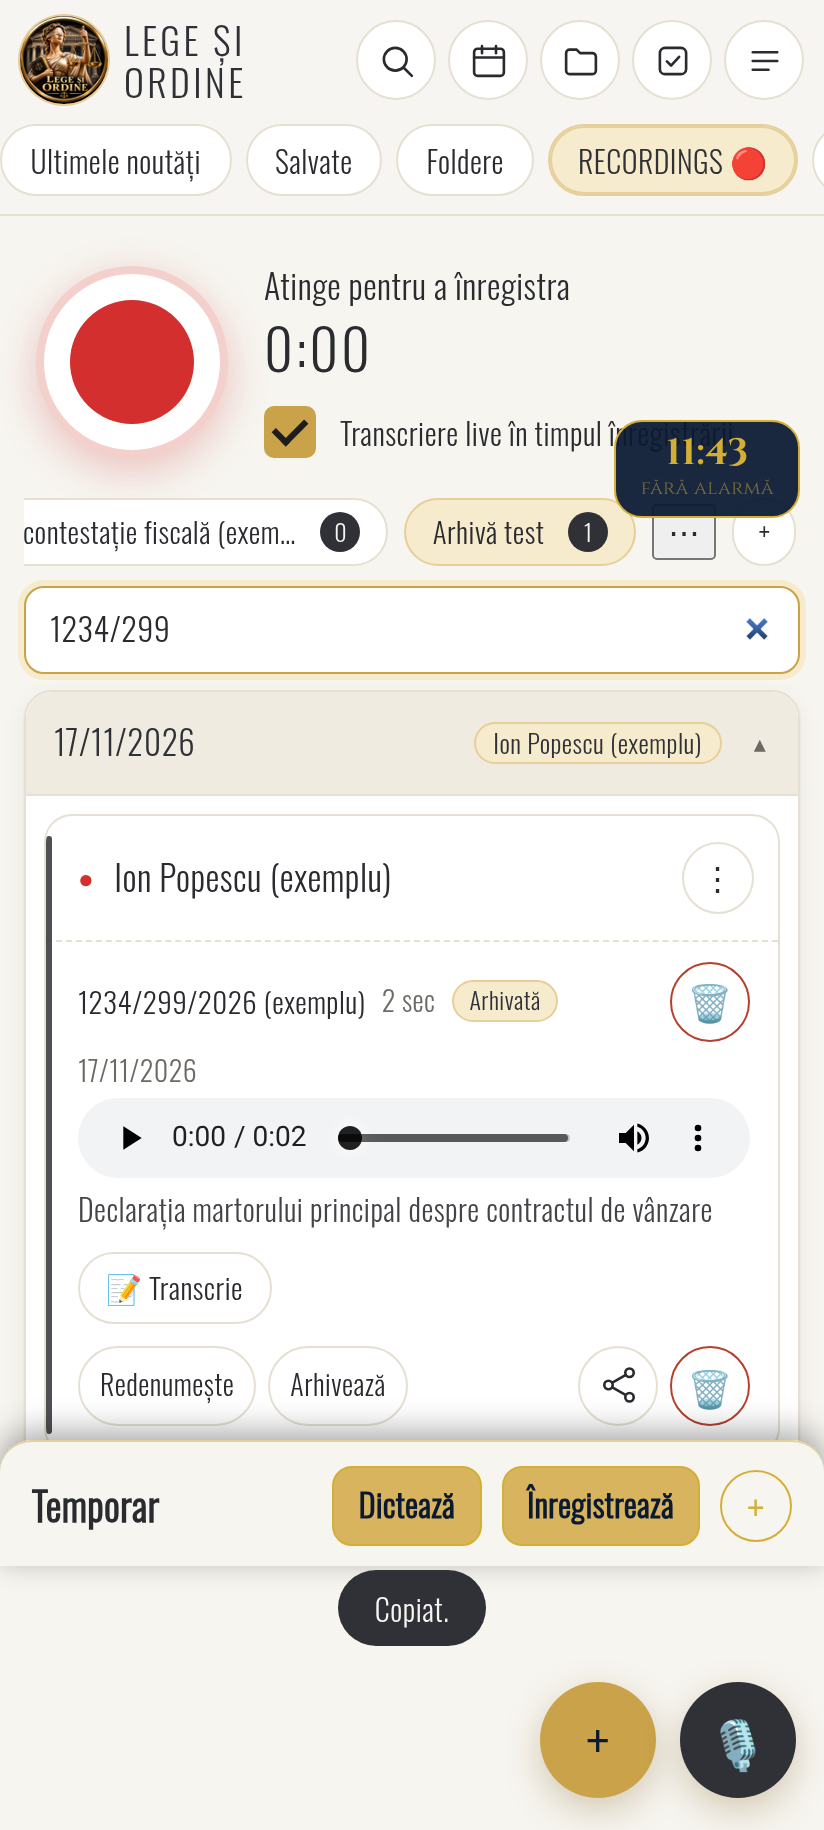 LEGE ȘI
ORDINE
Ultimele noutăți
Salvate
Foldere
RECORDINGS
Atinge pentru a înregistra
0:00
Transcriere live în timpul înregistrării
11:43
FĂRĂ ALARMĂ
contestație fiscală (exem...
0
Arhivă test
1
...
+
1234/299
17/11/2026
Ion Popescu (exemplu)
Ion Popescu (exemplu)
1234/299/2026 (exemplu)
2 sec
Arhivată
17/11/2026
0:00 / 0:02
Declarația martorului principal despre contractul de vânzare
Transcrie
Redenumește
Arhivează
Temporar
Dictează
Înregistrează
+
Copiat.
+